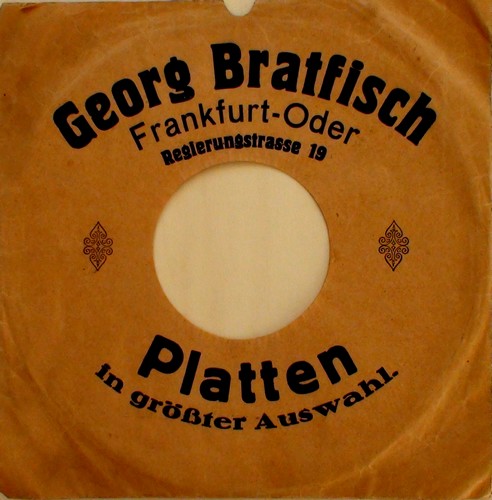 Georg Bratfisch
Frankfurt-Oder
Regierungstrasse 19
Platten
in größter Auswahl.